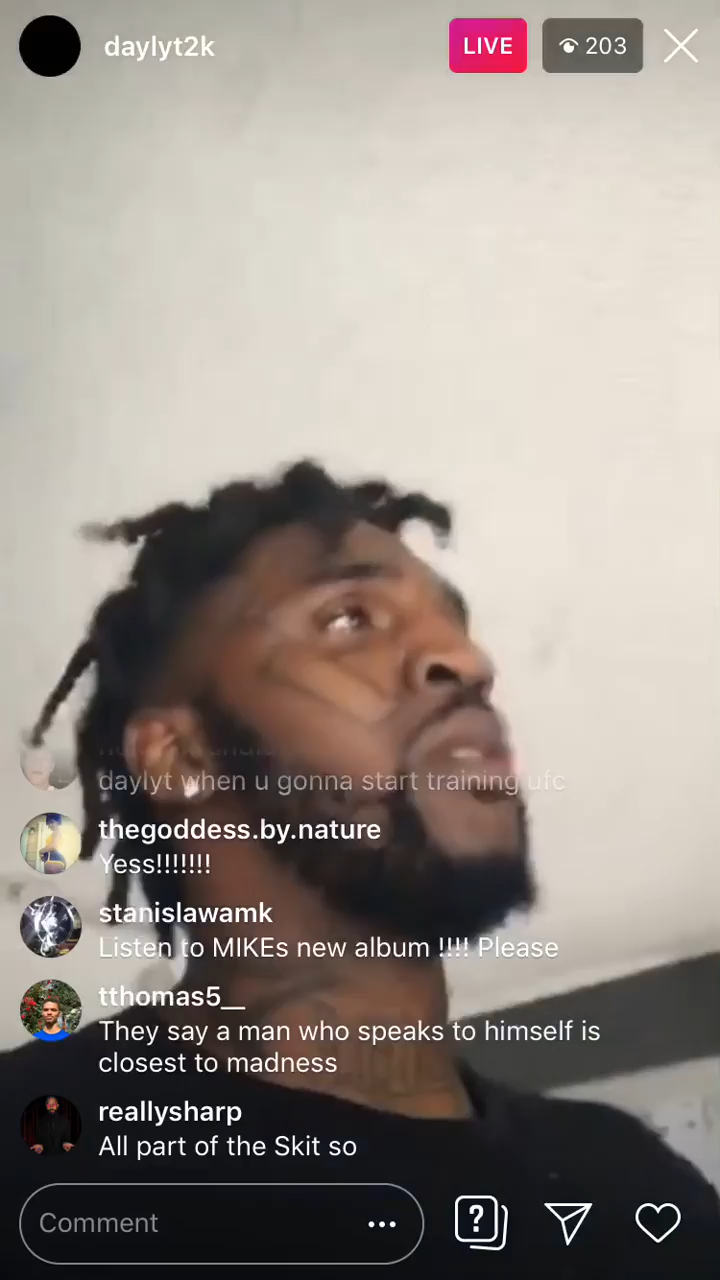 daylyt2k
LIVE
203
daylyt when u gonna start training ufc
thegoddess.by.nature
Yess!!!!!!!
stanislawamk
Listen to MIKEs new album !!!! Please
tthomas5__
They say a man who speaks to himself is
closest to madness
reallysharp
All part of the Skit so
Comment